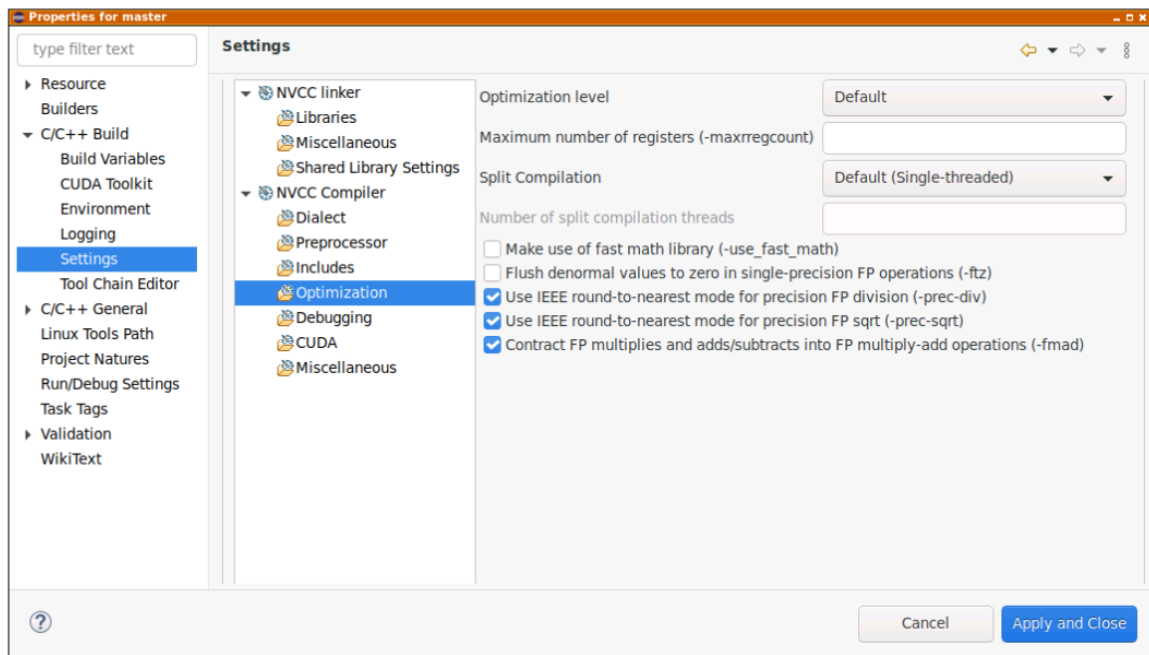 Properties for master
type filter text
Resource
Builders
C/C++ Build
Build Variables
CUDA Toolkit
Environment
Logging
Settings
Tool Chain Editor
C/C++ General
Linux Tools Path
Project Natures
Run/Debug Settings
Task Tags
Validation
WikiText
Settings
NVCC linker
Libraries
Miscellaneous
Shared Library Settings
NVCC Compiler
Dialect
Preprocessor
Includes
Optimization
Debugging
CUDA
Miscellaneous
Optimization level Default
Maximum number of registers (-maxrregcount)
Split Compilation Default (Single-threaded)
Number of split compilation threads
Make use of fast math library (-use_fast_math)
Flush denormal values to zero in single-precision FP operations (-ftz)
Use IEEE round-to-nearest mode for precision FP division (-prec-div)
Use IEEE round-to-nearest mode for precision FP sqrt (-prec-sqrt)
Contract FP multiplies and adds/subtracts into FP multiply-add operations (-fmad)
? Cancel Apply and Close